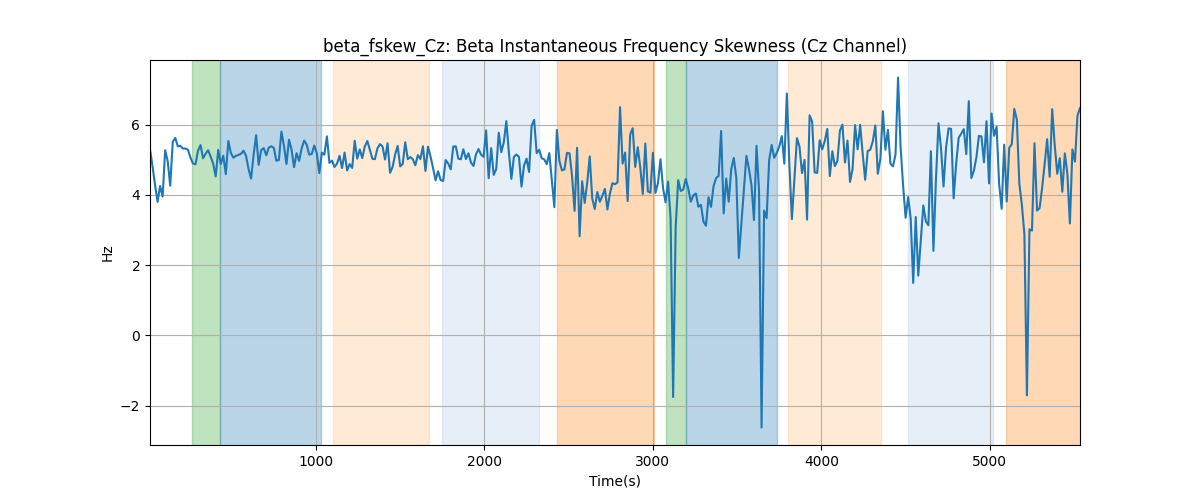 beta_fskew_Cz: Beta Instantaneous Frequency Skewness (Cz Channel)
6
4
2
0
−2
Hz
1000 2000 3000 4000 5000
Time(s)